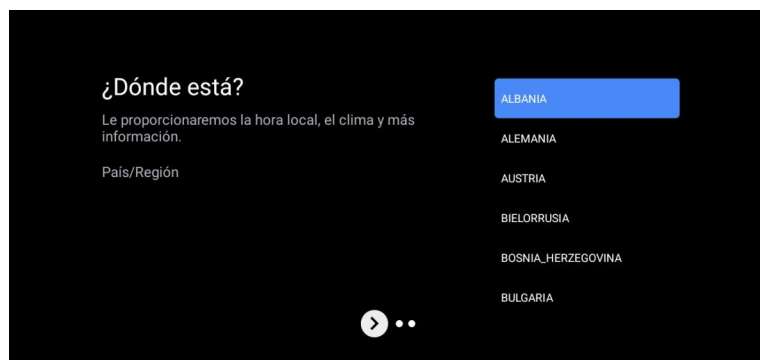 ¿Dónde está?
Le proporcionaremos la hora local, el clima y más
información.
País/Región
ALBANIA
ALEMANIA
AUSTRIA
BIELORRUSIA
BOSNIA_HERZEGOVINA
BULGARIA